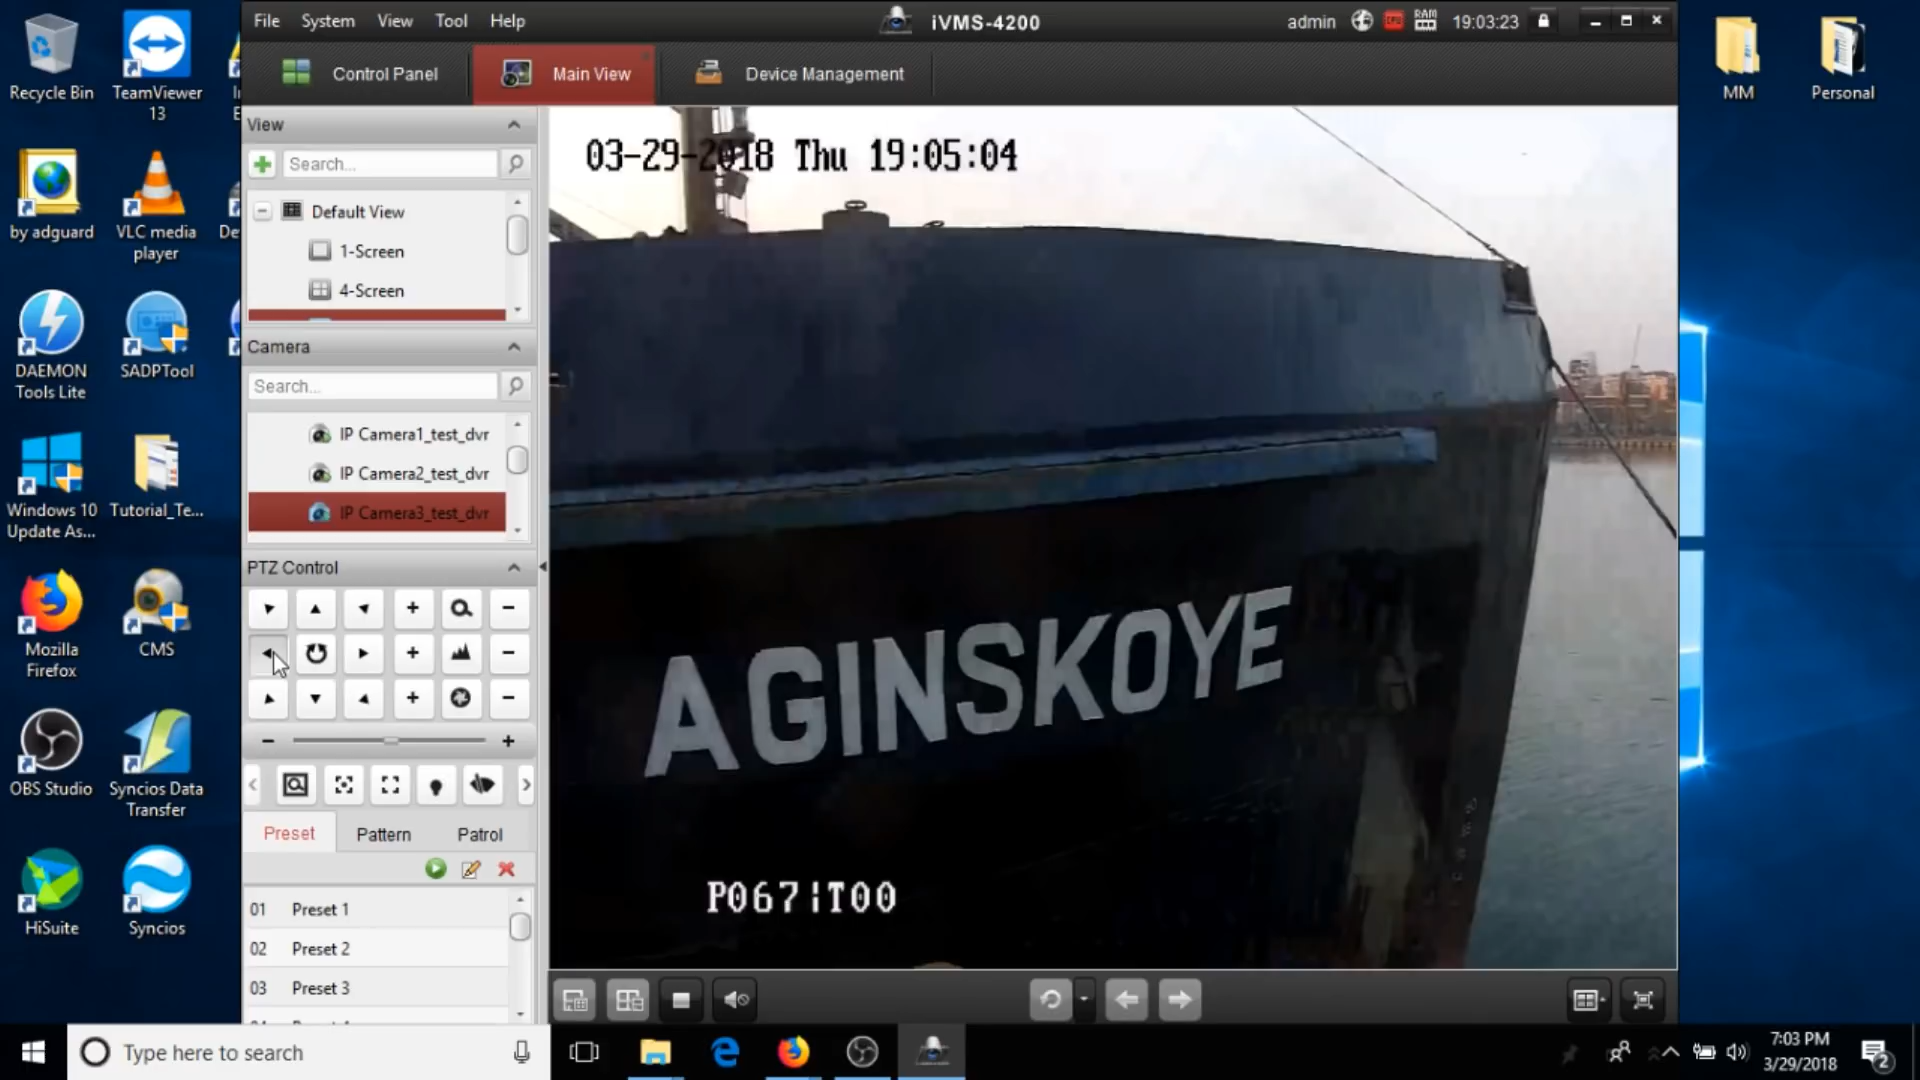 File System View Tool Help
iVMS-4200
admin
RAM
19:03:23
Control Panel
Main View
Device Management
Recycle Bin
TeamViewer
13
by adguard
VLC media
player
DAEMON
Tools Lite
SADPTool
Windows 10
Update As...
Tutorial_Te...
Mozilla
Firefox
CMS
OBS Studio
Syncios Data
Transfer
HiSuite
Syncios
View
Search...
Default View
1-Screen
4-Screen
Camera
Search...
IP Camera1_test_dvr
IP Camera2_test_dvr
IP Camera3_test_dvr
PTZ Control
Preset
Pattern
Patrol
01 Preset 1
02 Preset 2
03 Preset 3
03-29-2018 Thu 19:05:04
AGINSKOYE
P067|T00
MM
Personal
Type here to search
7:03 PM
3/29/2018
2